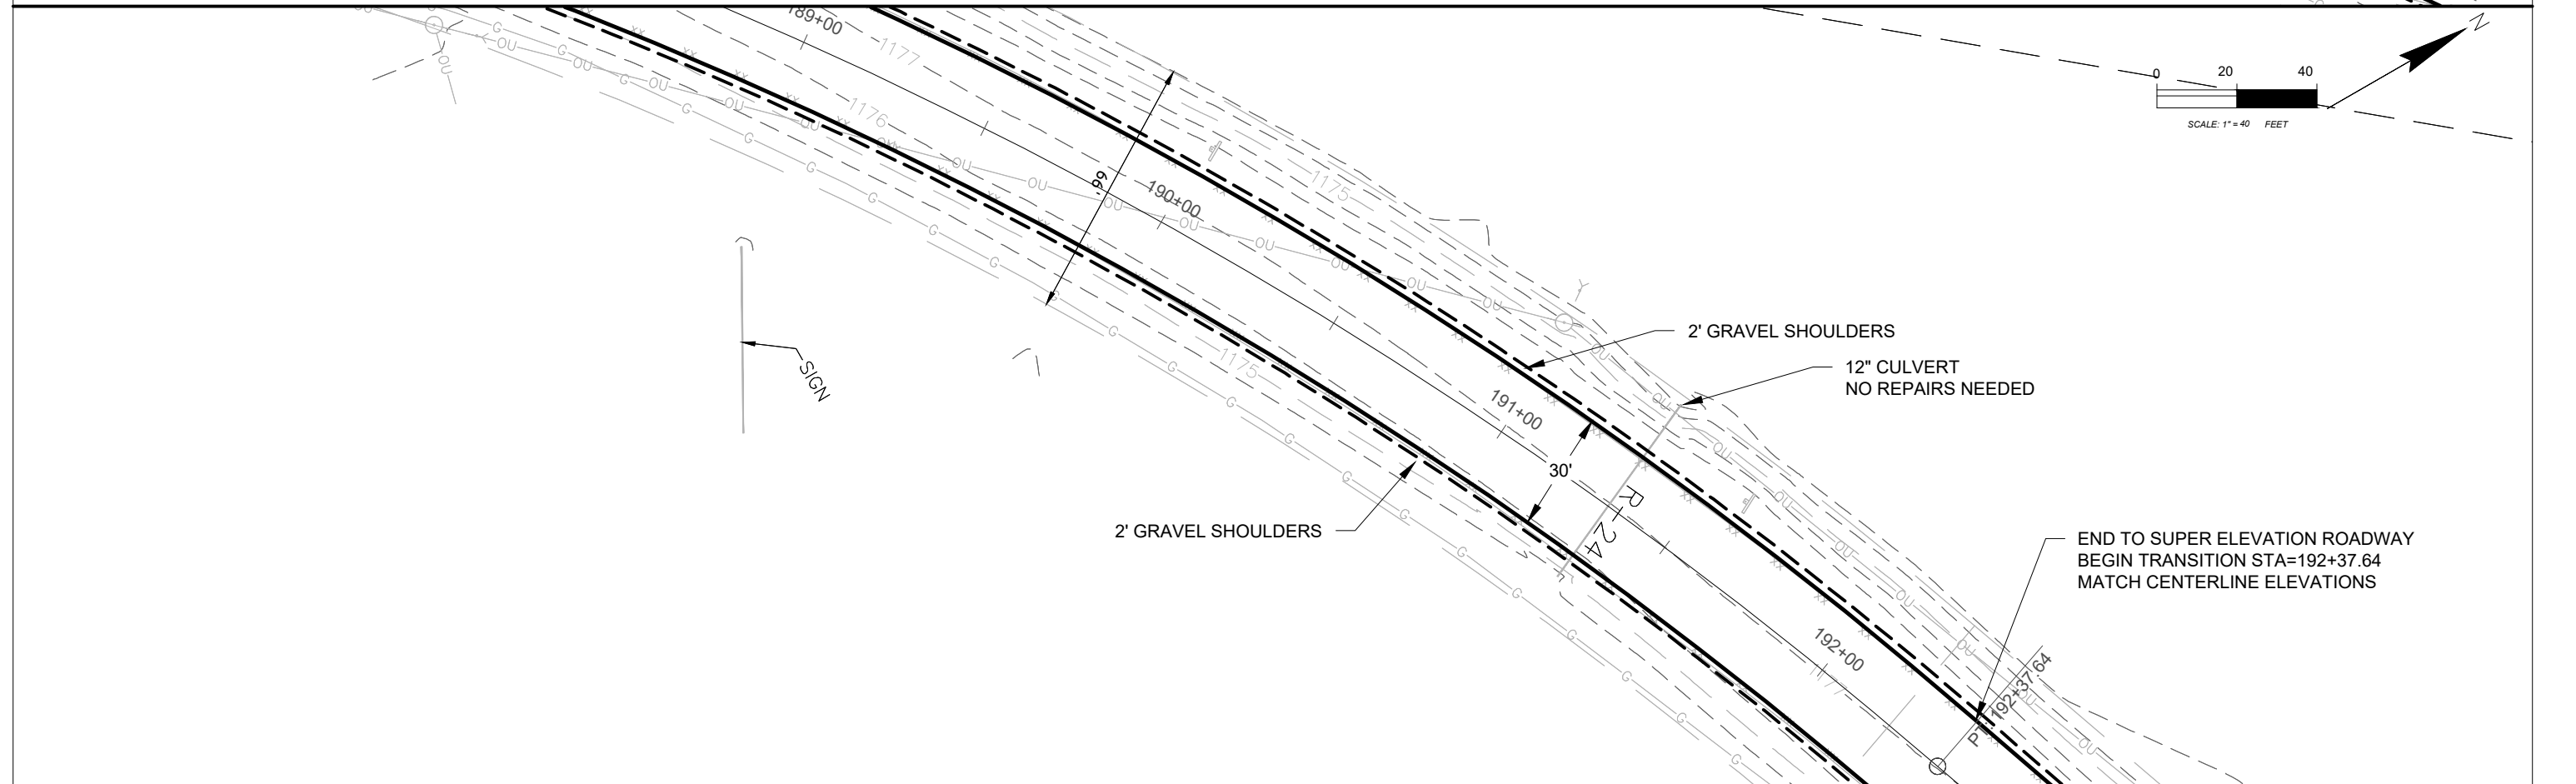 189+00
1177
N
0 20 40
SCALE: 1" = 40 FEET
OU
G
1176
66'
190+00
1175
Y
2' GRAVEL SHOULDERS
12" CULVERT
NO REPAIRS NEEDED
SIGN
1175
191+00
30'
R-24
2' GRAVEL SHOULDERS
END TO SUPER ELEVATION ROADWAY
BEGIN TRANSITION STA=192+37.64
MATCH CENTERLINE ELEVATIONS
192+00
1177
PT: 192+37.64